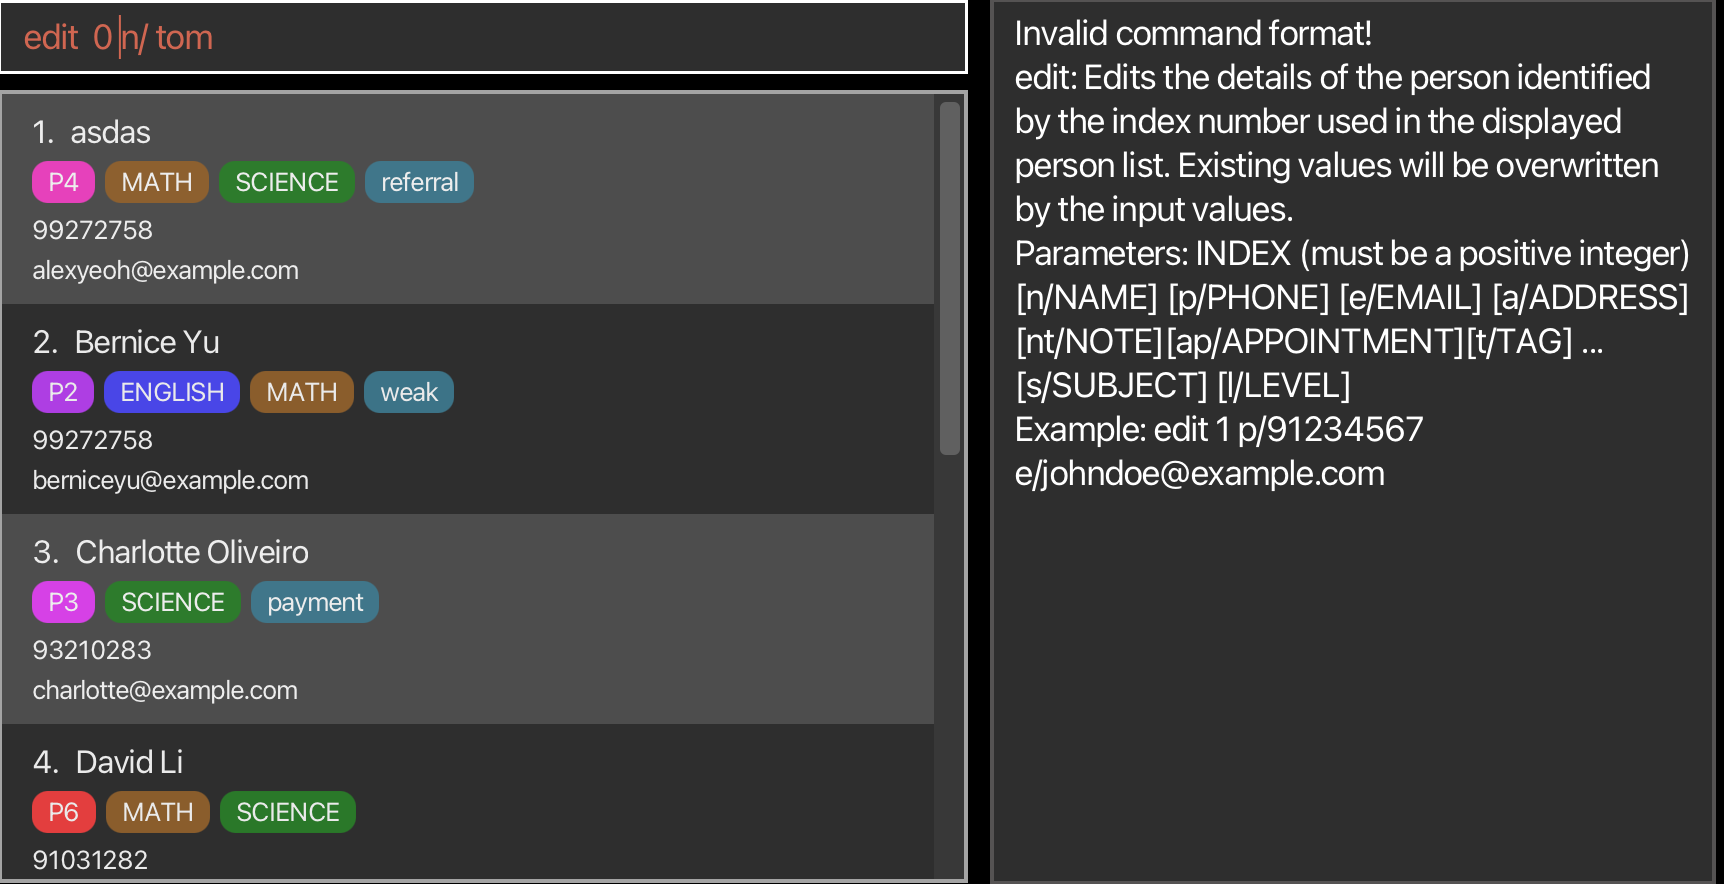 edit  0 n/ tom
1.  asdas
P4 MATH SCIENCE referral
99272758
alexyeoh@example.com
2.  Bernice Yu
P2 ENGLISH MATH weak
99272758
berniceyu@example.com
3.  Charlotte Oliveiro
P3 SCIENCE payment
93210283
charlotte@example.com
4.  David Li
P6 MATH SCIENCE
91031282
Invalid command format!
edit: Edits the details of the person identified
by the index number used in the displayed
person list. Existing values will be overwritten
by the input values.
Parameters: INDEX (must be a positive integer)
[n/NAME] [p/PHONE] [e/EMAIL] [a/ADDRESS]
[nt/NOTE][ap/APPOINTMENT][t/TAG] ...
[s/SUBJECT] [l/LEVEL]
Example: edit 1 p/91234567
e/johndoe@example.com